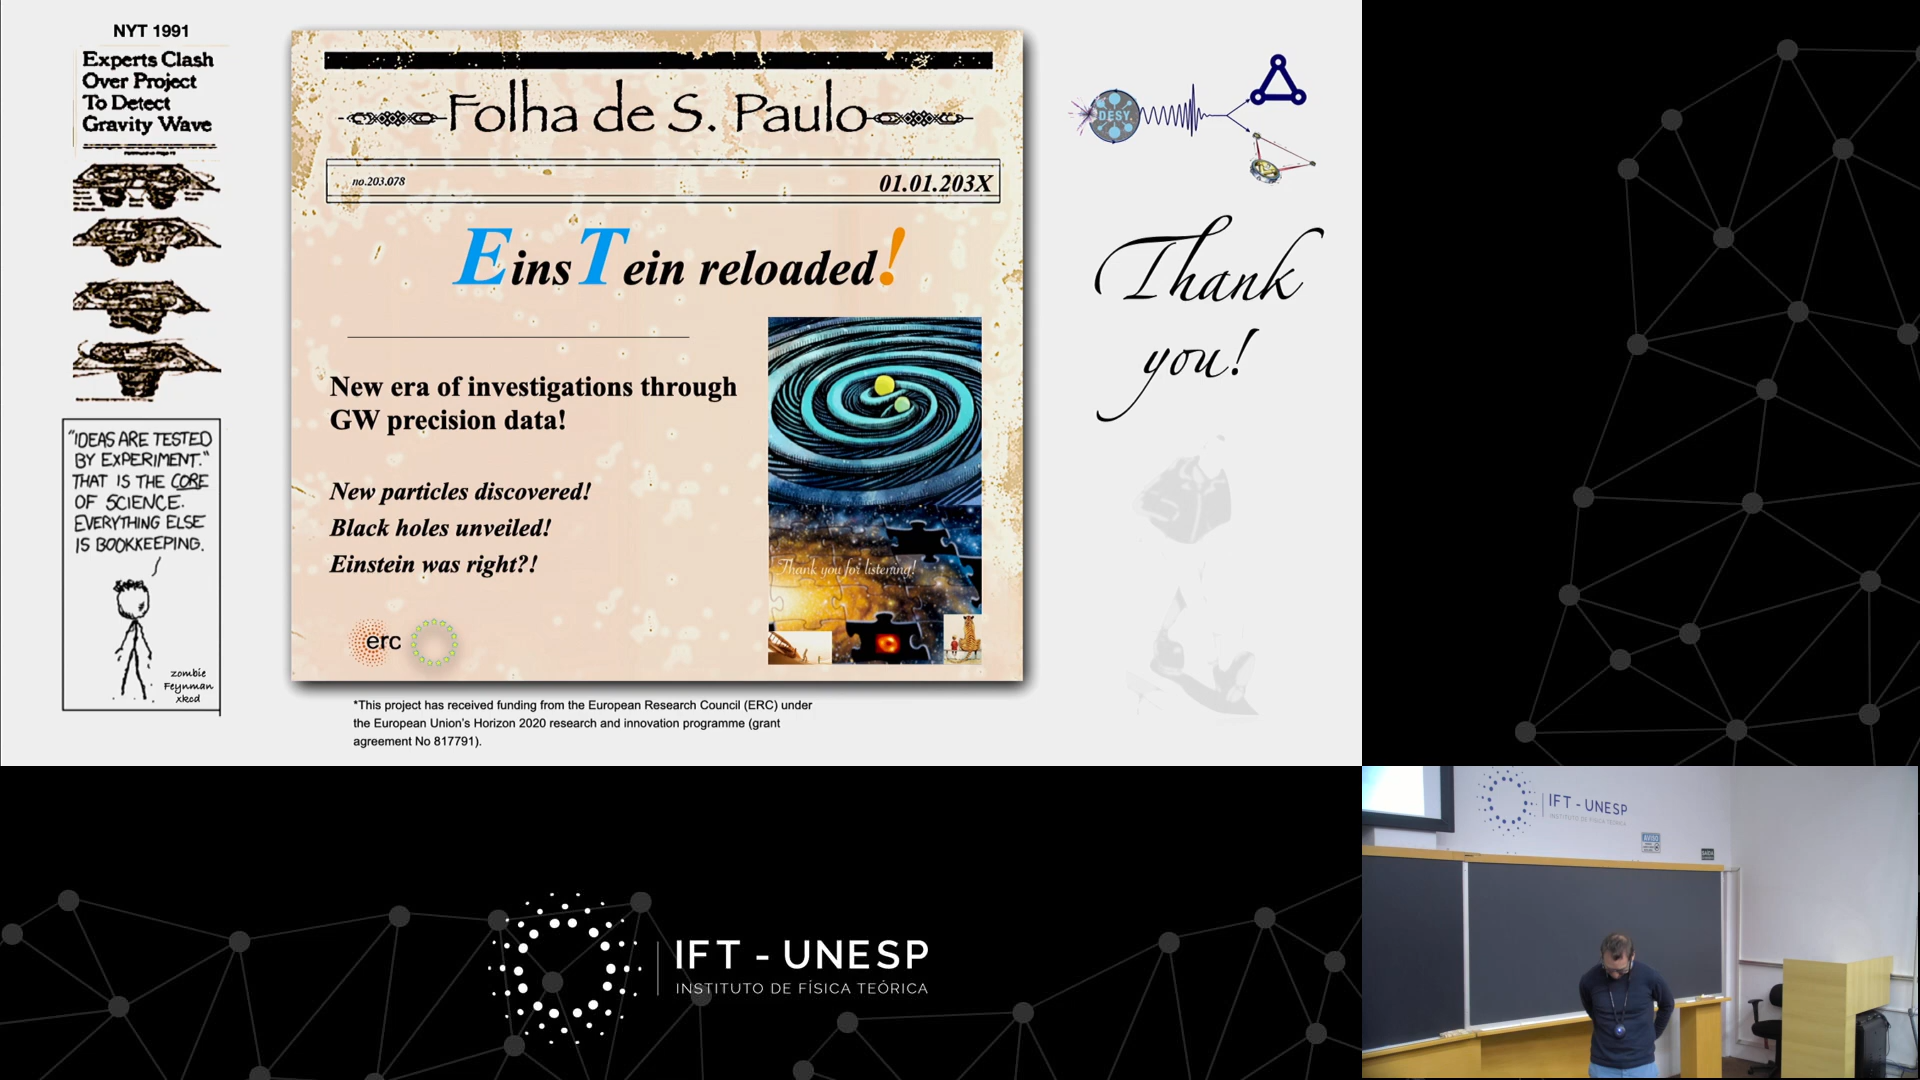 NYT 1991
Experts Clash
Over Project
To Detect
Gravity Wave
"IDEAS ARE TESTED
BY EXPERIMENT."
THAT IS THE CORE
OF SCIENCE.
EVERYTHING ELSE
IS BOOKKEEPING.
zombie
Feynman
xkcd
Folha de S. Paulo
no.203.078
01.01.203X
EinsTein reloaded!
New era of investigations through
GW precision data!
New particles discovered!
Black holes unveiled!
Einstein was right?!
Thank you for listening!
erc
*This project has received funding from the European Research Council (ERC) under
the European Union's Horizon 2020 research and innovation programme (grant
agreement No 817791).
DESY.
Thank
you!
IFT - UNESP
INSTITUTO DE FÍSICA TEÓRICA
IFT - UNESP
INSTITUTO DE FÍSICA TEÓRICA
AVISO